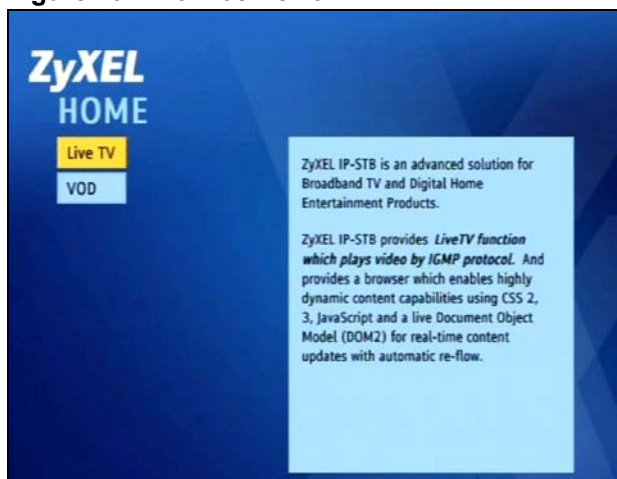 ZyXEL
HOME
Live TV
VOD
ZyXEL IP-STB is an advanced solution for
Broadband TV and Digital Home
Entertainment Products.
ZyXEL IP-STB provides LiveTV function
which plays video by IGMP protocol. And
provides a browser which enables highly
dynamic content capabilities using CSS 2,
3, JavaScript and a live Document Object
Model (DOM2) for real-time content
updates with automatic re-flow.